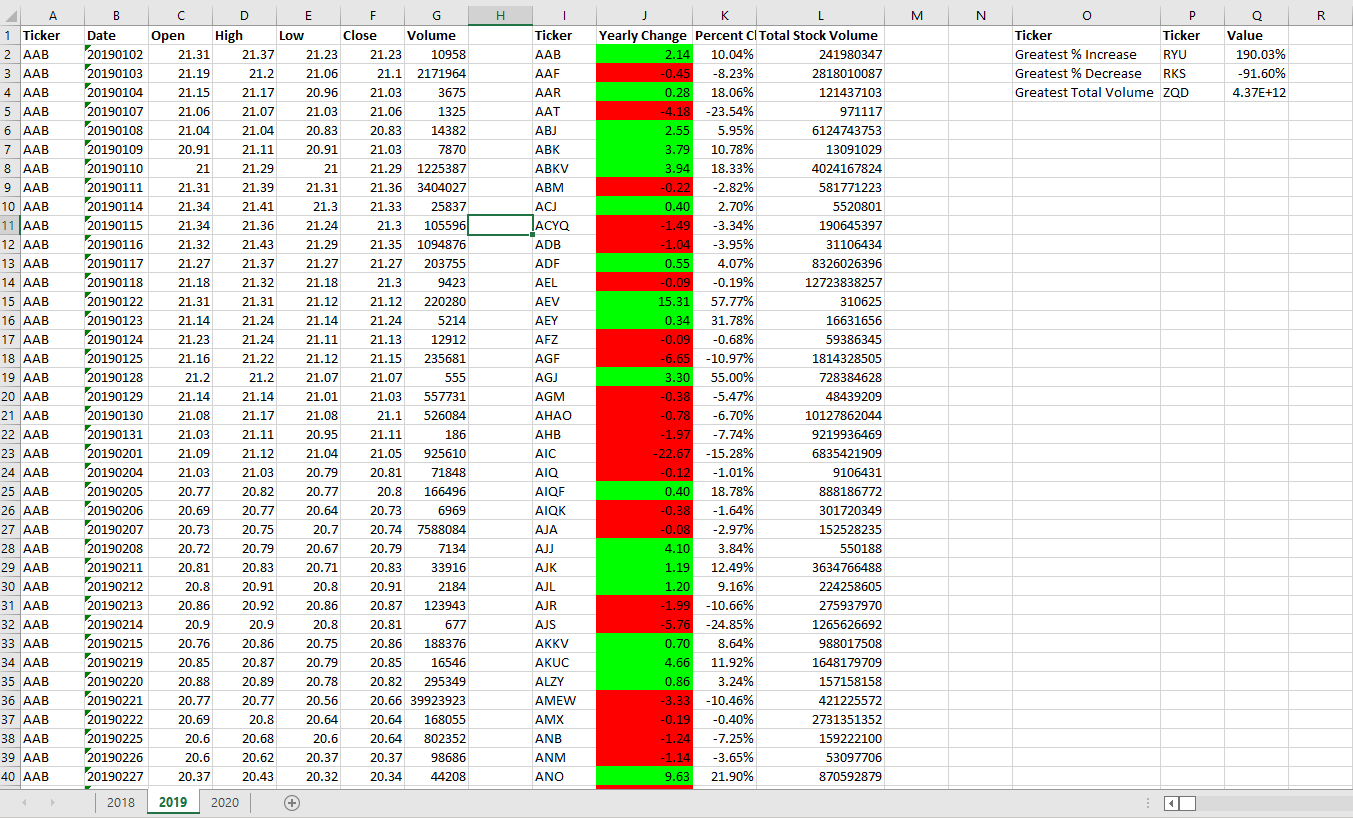 A B C D E F G H I J K L M N O P Q R
1 Ticker Date Open High Low Close Volume Ticker Yearly Change Percent C Total Stock Volume Ticker Ticker Value
2 AAB 20190102 21.31 21.37 21.23 21.23 10958 AAB 2.14 10.04% 241980347 Greatest % Increase RYU 190.03%
3 AAB 20190103 21.19 21.2 21.06 21.1 2171964 AAF -0.45 -8.23% 2818010087 Greatest % Decrease RKS -91.60%
4 AAB 20190104 21.15 21.17 20.96 21.03 3675 AAR 0.28 18.06% 121437103 Greatest Total Volume ZQD 4.37E+12
5 AAB 20190107 21.06 21.07 21.03 21.06 1325 AAT -4.18 -23.54% 971117
6 AAB 20190108 21.04 21.04 20.83 20.83 14382 ABJ 2.55 5.95% 6124743753
7 AAB 20190109 20.91 21.11 20.91 21.03 7870 ABK 3.79 10.78% 13091029
8 AAB 20190110 21 21.29 21 21.29 1225387 ABKV 3.94 18.33% 4024167824
9 AAB 20190111 21.31 21.39 21.31 21.36 3404027 ABM -0.22 -2.82% 581771223
10 AAB 20190114 21.34 21.41 21.3 21.33 25837 ACJ 0.40 2.70% 5520801
11 AAB 20190115 21.34 21.36 21.24 21.3 105596 ACYQ -1.49 -3.34% 190645397
12 AAB 20190116 21.32 21.43 21.29 21.35 1094876 ADB -1.04 -3.95% 31106434
13 AAB 20190117 21.27 21.37 21.27 21.27 203755 ADF 0.55 4.07% 8326026396
14 AAB 20190118 21.18 21.32 21.18 21.3 9423 AEL -0.09 -0.19% 12723838257
15 AAB 20190122 21.31 21.31 21.12 21.12 220280 AEV 15.31 57.77% 310625
16 AAB 20190123 21.14 21.24 21.14 21.24 5214 AEY 0.34 31.78% 16631656
17 AAB 20190124 21.23 21.24 21.11 21.13 12912 AFZ -0.09 -0.68% 59386345
18 AAB 20190125 21.16 21.22 21.12 21.15 235681 AGF -6.65 -10.97% 1814328505
19 AAB 20190128 21.2 21.2 21.07 21.07 555 AGJ 3.30 55.00% 728384628
20 AAB 20190129 21.14 21.14 21.01 21.03 557731 AGM -0.38 -5.47% 48439209
21 AAB 20190130 21.08 21.17 21.08 21.1 526084 AHAO -0.78 -6.70% 10127862044
22 AAB 20190131 21.03 21.11 20.95 21.11 186 AHB -1.97 -7.74% 9219936469
23 AAB 20190201 21.09 21.12 21.04 21.05 925610 AIC -22.67 -15.28% 6835421909
24 AAB 20190204 21.03 21.03 20.79 20.81 71848 AIQ -0.12 -1.01% 9106431
25 AAB 20190205 20.77 20.82 20.77 20.8 166496 AIQF 0.40 18.78% 888186772
26 AAB 20190206 20.69 20.77 20.64 20.73 6969 AIQK -0.38 -1.64% 301720349
27 AAB 20190207 20.73 20.75 20.7 20.74 7588084 AJA -0.08 -2.97% 152528235
28 AAB 20190208 20.72 20.79 20.67 20.79 7134 AJJ 4.10 3.84% 550188
29 AAB 20190211 20.81 20.83 20.71 20.83 33916 AJK 1.19 12.49% 3634766488
30 AAB 20190212 20.8 20.91 20.8 20.91 2184 AJL 1.20 9.16% 224258605
31 AAB 20190213 20.86 20.92 20.86 20.87 123943 AJR -1.99 -10.66% 275937970
32 AAB 20190214 20.9 20.9 20.8 20.81 677 AJS -5.76 -24.85% 1265626692
33 AAB 20190215 20.76 20.86 20.75 20.86 188376 AKKV 0.70 8.64% 988017508
34 AAB 20190219 20.85 20.87 20.79 20.85 16546 AKUC 4.66 11.92% 1648179709
35 AAB 20190220 20.88 20.89 20.78 20.82 295349 ALZY 0.86 3.24% 157158158
36 AAB 20190221 20.77 20.77 20.56 20.66 39923923 AMEW -3.33 -10.46% 421225572
37 AAB 20190222 20.69 20.8 20.64 20.64 168055 AMX -0.19 -0.40% 2731351352
38 AAB 20190225 20.6 20.68 20.6 20.64 802352 ANB -1.24 -7.25% 159222100
39 AAB 20190226 20.6 20.62 20.37 20.37 98686 ANM -1.14 -3.65% 53097706
40 AAB 20190227 20.37 20.43 20.32 20.34 44208 ANO 9.63 21.90% 870592879
2018 2019 2020